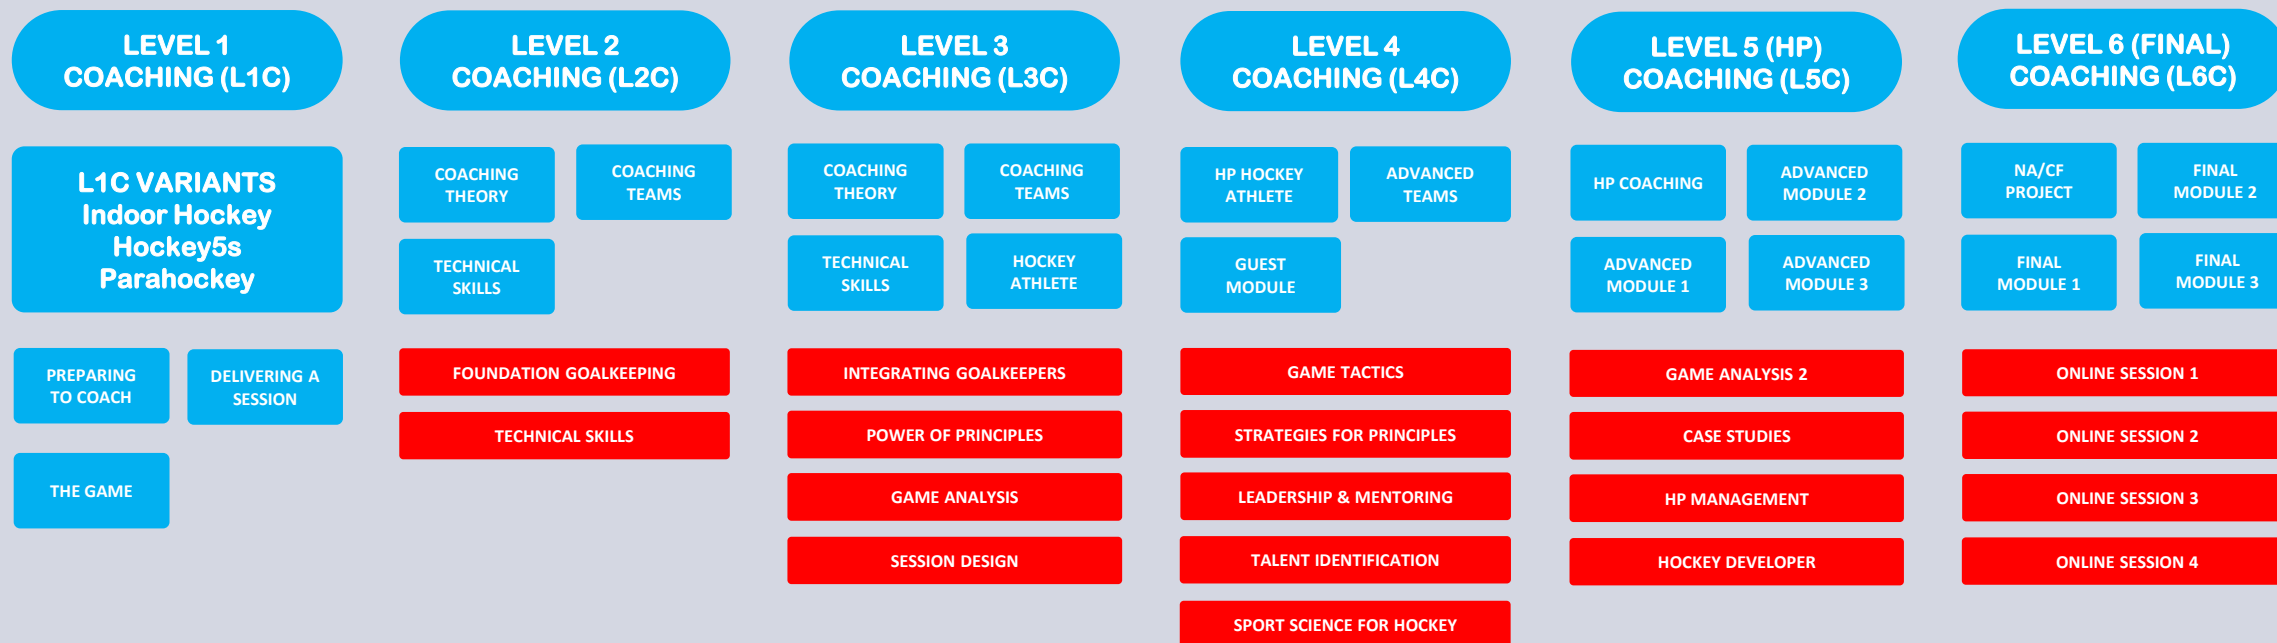 LEVEL 1
COACHING (L1C)
L1C VARIANTS
Indoor Hockey
Hockey5s
Parahockey
PREPARING
TO COACH
DELIVERING A
SESSION
THE GAME
LEVEL 2
COACHING (L2C)
COACHING
THEORY
COACHING
TEAMS
TECHNICAL
SKILLS
FOUNDATION GOALKEEPING
TECHNICAL SKILLS
LEVEL 3
COACHING (L3C)
COACHING
THEORY
COACHING
TEAMS
TECHNICAL
SKILLS
HOCKEY
ATHLETE
INTEGRATING GOALKEEPERS
POWER OF PRINCIPLES
GAME ANALYSIS
SESSION DESIGN
LEVEL 4
COACHING (L4C)
HP HOCKEY
ATHLETE
ADVANCED
TEAMS
GUEST
MODULE
GAME TACTICS
STRATEGIES FOR PRINCIPLES
LEADERSHIP & MENTORING
TALENT IDENTIFICATION
SPORT SCIENCE FOR HOCKEY
LEVEL 5 (HP)
COACHING (L5C)
HP COACHING
ADVANCED
MODULE 2
ADVANCED
MODULE 1
ADVANCED
MODULE 3
GAME ANALYSIS 2
CASE STUDIES
HP MANAGEMENT
HOCKEY DEVELOPER
LEVEL 6 (FINAL)
COACHING (L6C)
NA/CF
PROJECT
FINAL
MODULE 2
FINAL
MODULE 1
FINAL
MODULE 3
ONLINE SESSION 1
ONLINE SESSION 2
ONLINE SESSION 3
ONLINE SESSION 4